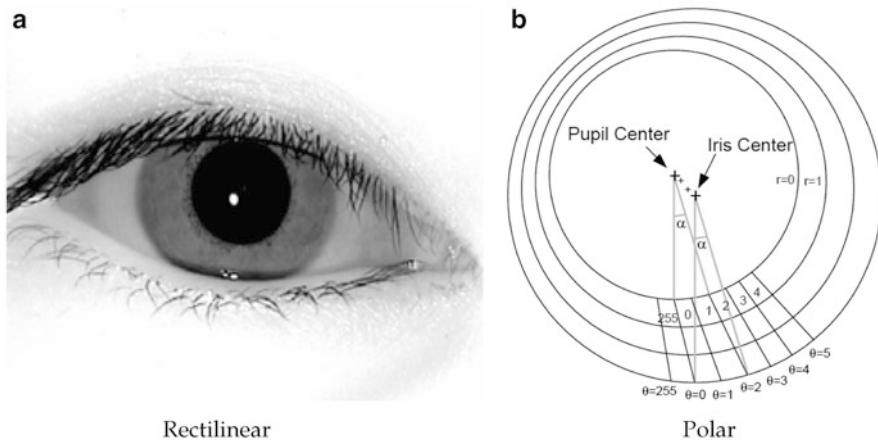 a
b
Pupil Center
Iris Center
r=0
r=1
α
α
255
0
1
2
3
4
θ=255
θ=0
θ=1
θ=2
θ=3
θ=4
θ=5
Rectilinear
Polar